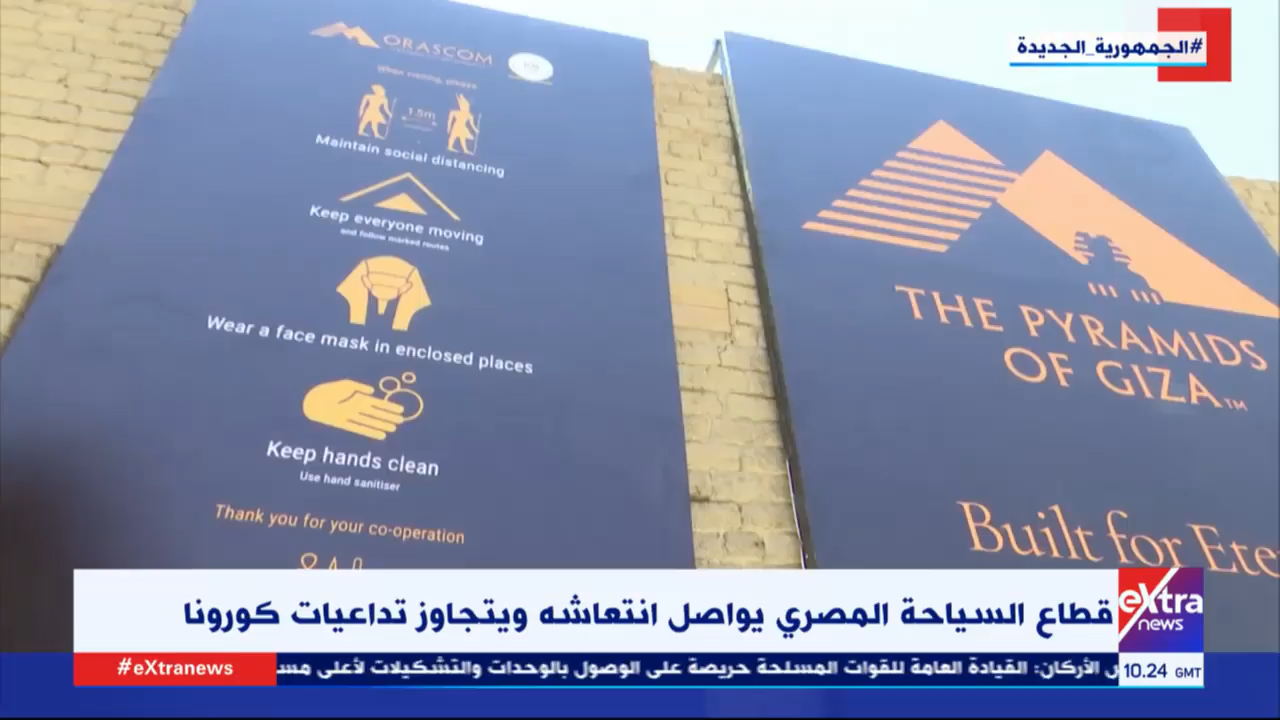 #الجمهورية_الجديدة
ORASCOM
When visiting, please,
1.5m
Maintain social distancing
Keep everyone moving
and follow marked routes
Wear a face mask in enclosed places
Keep hands clean
Use hand sanitiser
Thank you for your co-operation
THE PYRAMIDS
OF GIZA™
Built for Ete
قطاع السياحة المصري يواصل انتعاشه ويتجاوز تداعيات كورونا
eXtra
news
#eXtranews
الأركان: القيادة العامة للقوات المسلحة حريصة على الوصول بالوحدات والتشكيلات لأعلى
10.24 GMT